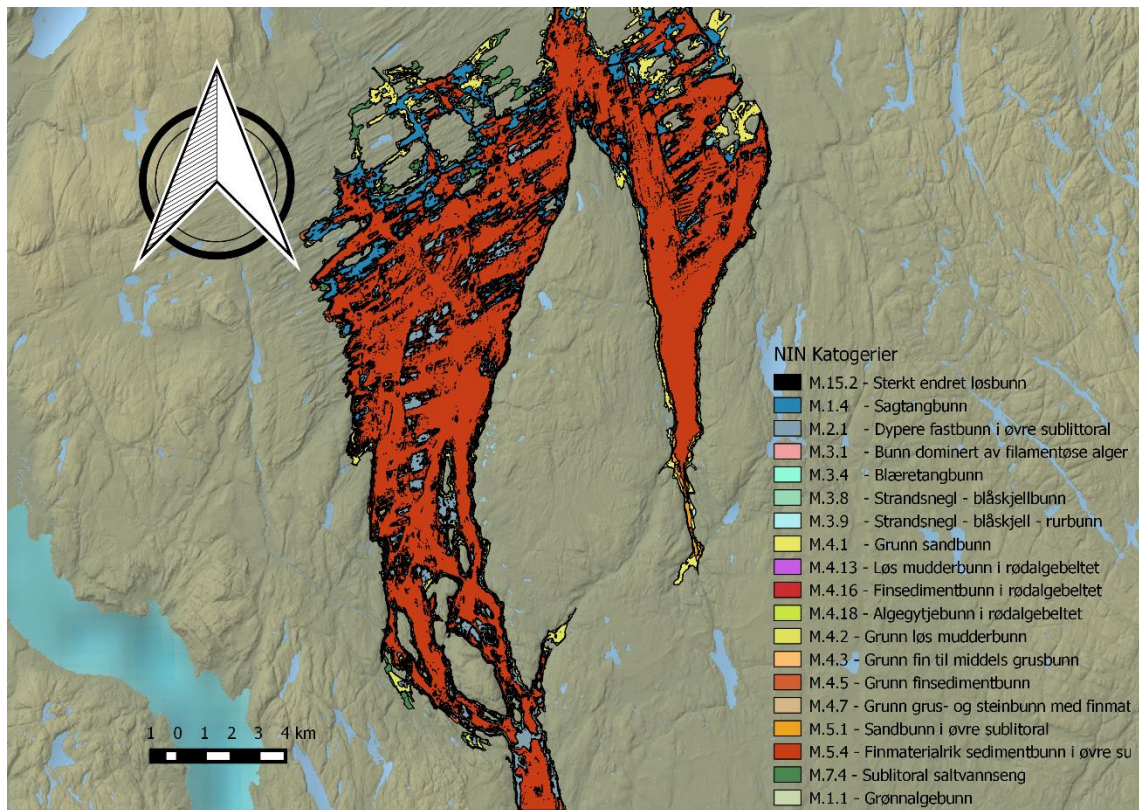 NIN Katogerier
M.15.2 - Sterkt endret løsbunn
M.1.4 - Sagtangbunn
M.2.1 - Dypere fastbunn i øvre sublittoral
M.3.1 - Bunn dominert av filamentøse alger
M.3.4 - Blæretangbunn
M.3.8 - Strandsnegl - blåskjellbunn
M.3.9 - Strandsnegl - blåskjell - rurbunn
M.4.1 - Grunn sandbunn
M.4.13 - Løs mudderbunn i rødalgebeltet
M.4.16 - Finsedimentbunn i rødalgebeltet
M.4.18 - Algegytjebunn i rødalgebeltet
M.4.2 - Grunn løs mudderbunn
M.4.3 - Grunn fin til middels grusbunn
M.4.5 - Grunn finsedimentbunn
M.4.7 - Grunn grus- og steinbunn med finmat
M.5.1 - Sandbunn i øvre sublitoral
M.5.4 - Finmaterialrik sedimentbunn i øvre su
M.7.4 - Sublitoral saltvannseng
M.1.1 - Grønnalgebunn
1 0 1 2 3 4 km